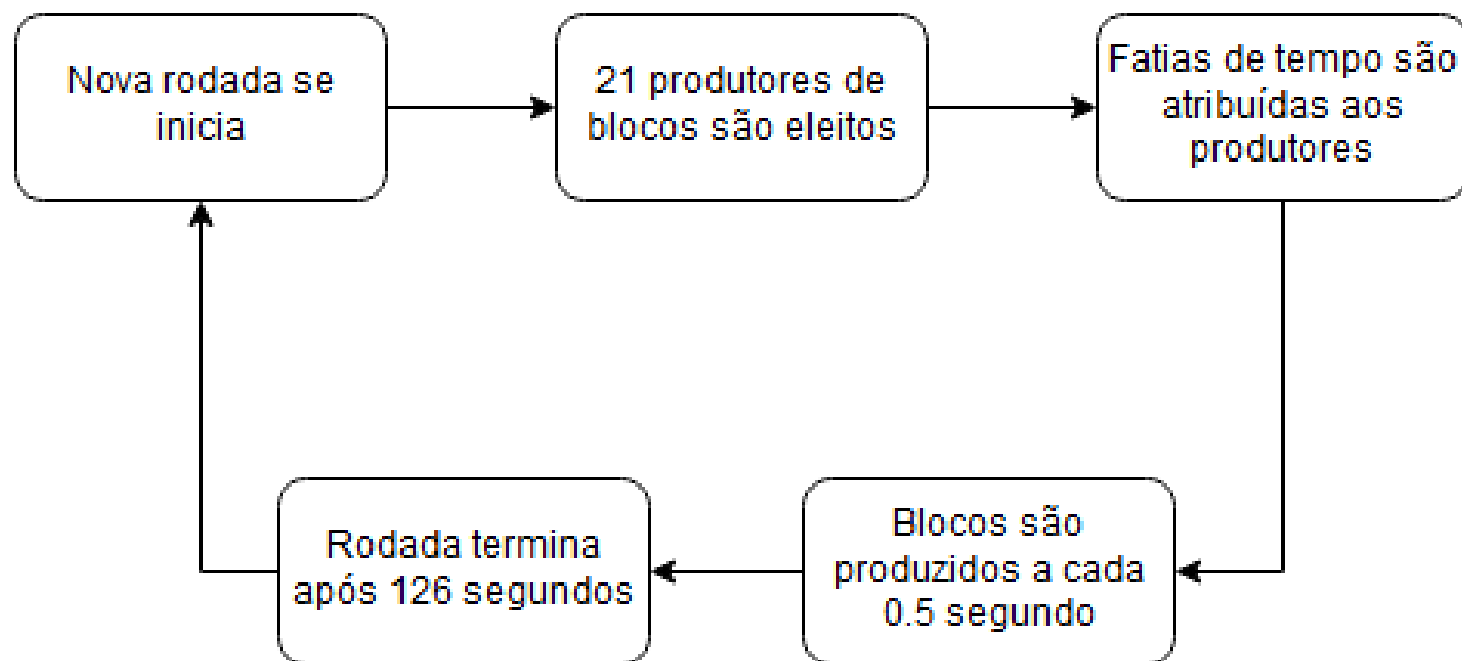 Nova rodada se
inicia
21 produtores de
blocos são eleitos
Fatias de tempo são
atribuídas aos
produtores
Blocos são
produzidos a cada
0.5 segundo
Rodada termina
após 126 segundos